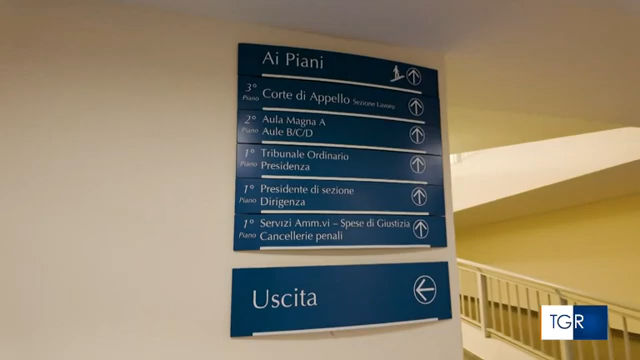 Ai Piani
3° Piano Corte di Appello Sezione Lavoro
2° Piano Aula Magna A
Aule B/C/D
1° Piano Tribunale Ordinario
Presidenza
1° Piano Presidente di sezione
Dirigenza
1° Piano Servizi Amm.vi – Spese di Giustizia
Cancellerie penali
Uscita
TGR